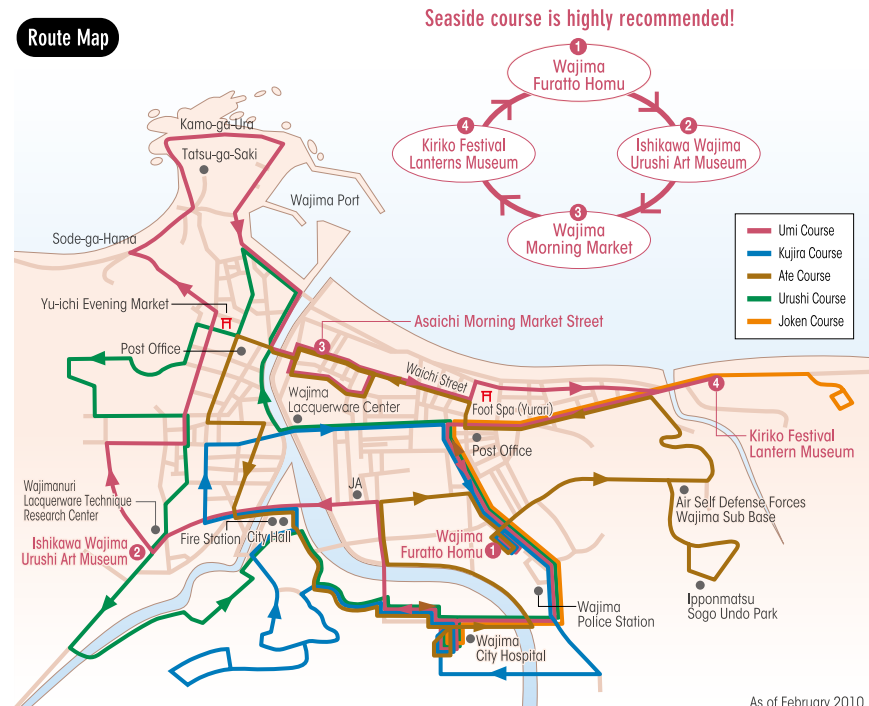 Route Map
Seaside course is highly recommended!
1
Wajima
Furatto Homu
4
Kiriko Festival
Lanterns Museum
2
Ishikawa Wajima
Urushi Art Museum
3
Wajima
Morning Market
Umi Course
Kujira Course
Ate Course
Urushi Course
Joken Course
Kamo-ga-Ura
Tatsu-ga-Saki
Wajima Port
Sode-ga-Hama
Yu-ichi Evening Market
Post Office
3
Asaichi Morning Market Street
Waichi Street
Wajima
Lacquerware Center
Foot Spa (Yurari)
Post Office
4
Kiriko Festival
Lantern Museum
JA
Wajimanuri
Lacquerware Technique
Research Center
Ishikawa Wajima
Urushi Art Museum
2
Fire Station
City Hall
Wajima
Furatto Homu
1
Air Self Defense Forces
Wajima Sub Base
Ipponmatsu
Sogo Undo Park
Wajima
Police Station
Wajima
City Hospital
As of February 2010